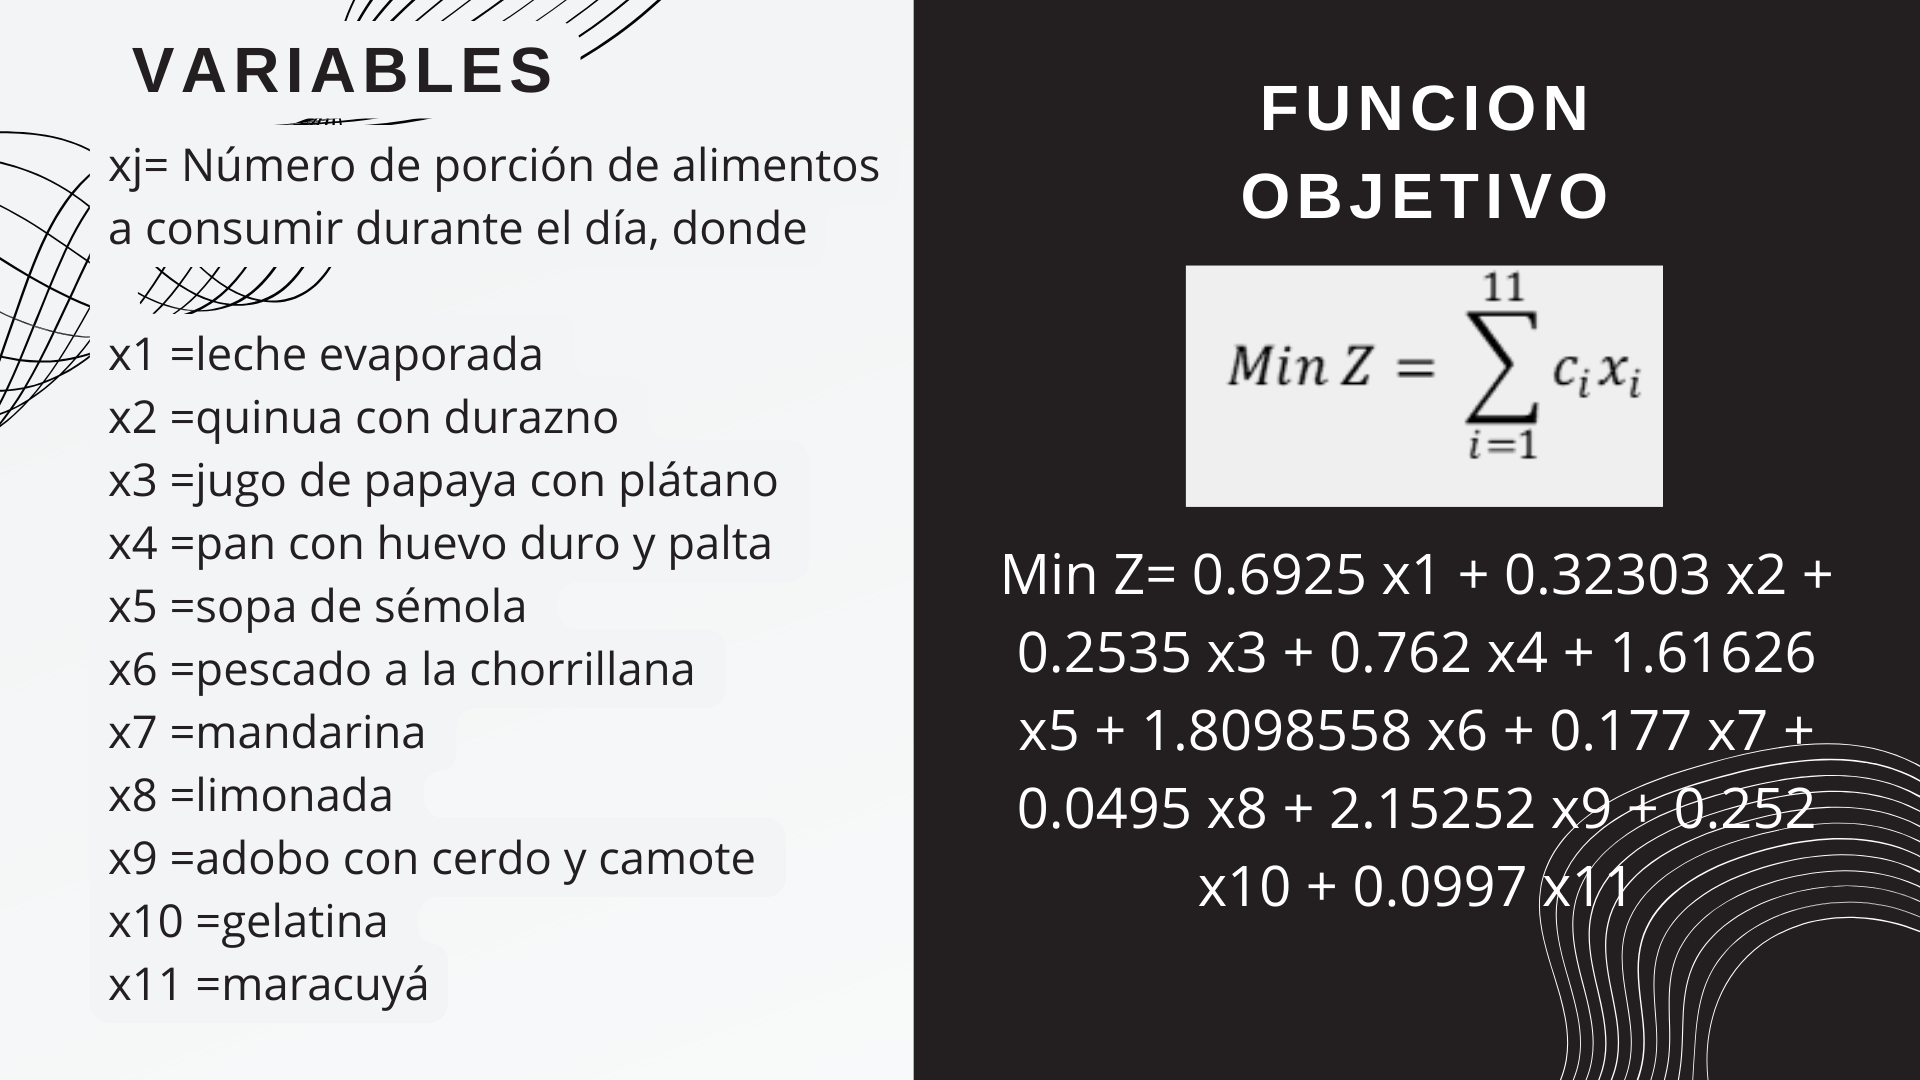 VARIABLES
xj= Número de porción de alimentos
a consumir durante el día, donde
x1 =leche evaporada
x2 =quinua con durazno
x3 =jugo de papaya con plátano
x4 =pan con huevo duro y palta
x5 =sopa de sémola
x6 =pescado a la chorrillana
x7 =mandarina
x8 =limonada
x9 =adobo con cerdo y camote
x10 =gelatina
x11 =maracuyá
FUNCION
OBJETIVO
11
Min Z = ∑ cᵢxᵢ
i=1
Min Z= 0.6925 x1 + 0.32303 x2 +
0.2535 x3 + 0.762 x4 + 1.61626
x5 + 1.8098558 x6 + 0.177 x7 +
0.0495 x8 + 2.15252 x9 + 0.252
x10 + 0.0997 x11